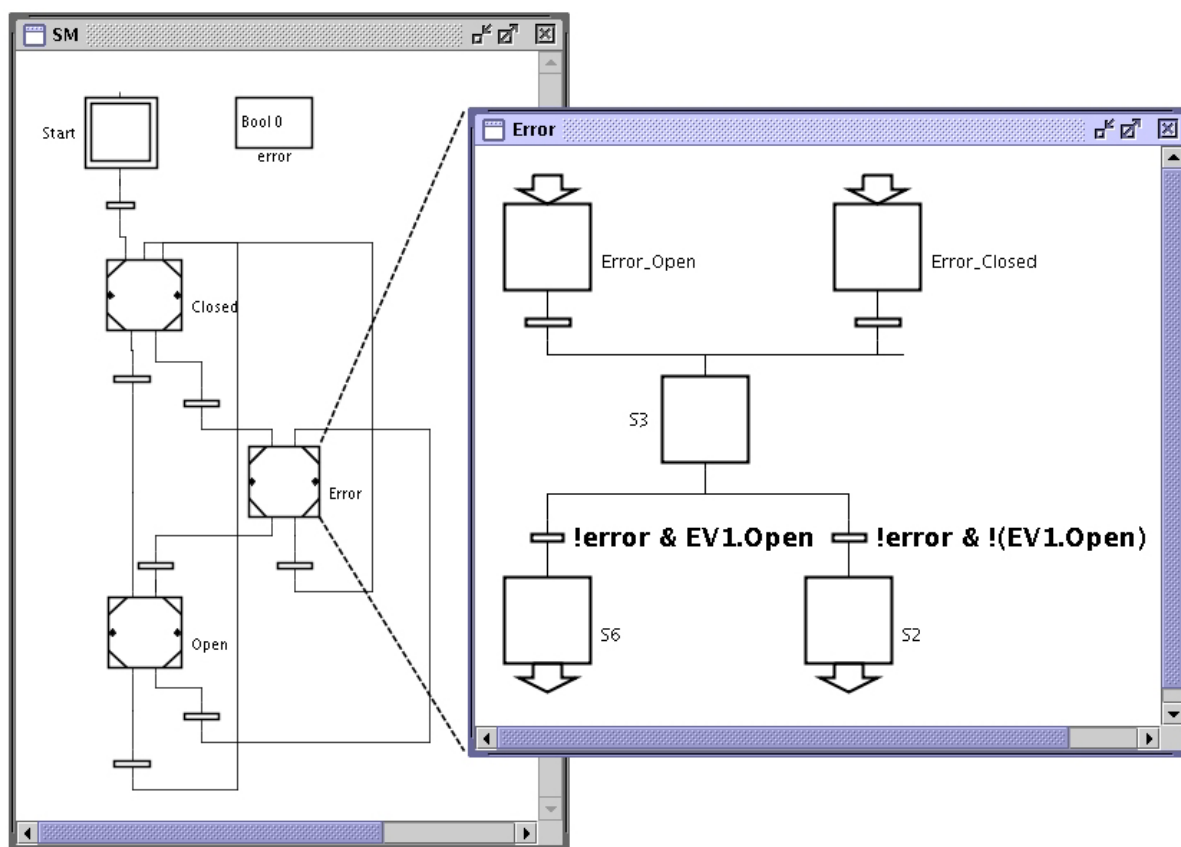 SM
Start
Bool 0
error
Closed
Error
Open
Error
Error_Open
Error_Closed
S3
!error & EV1.Open
!error & !(EV1.Open)
S6
S2